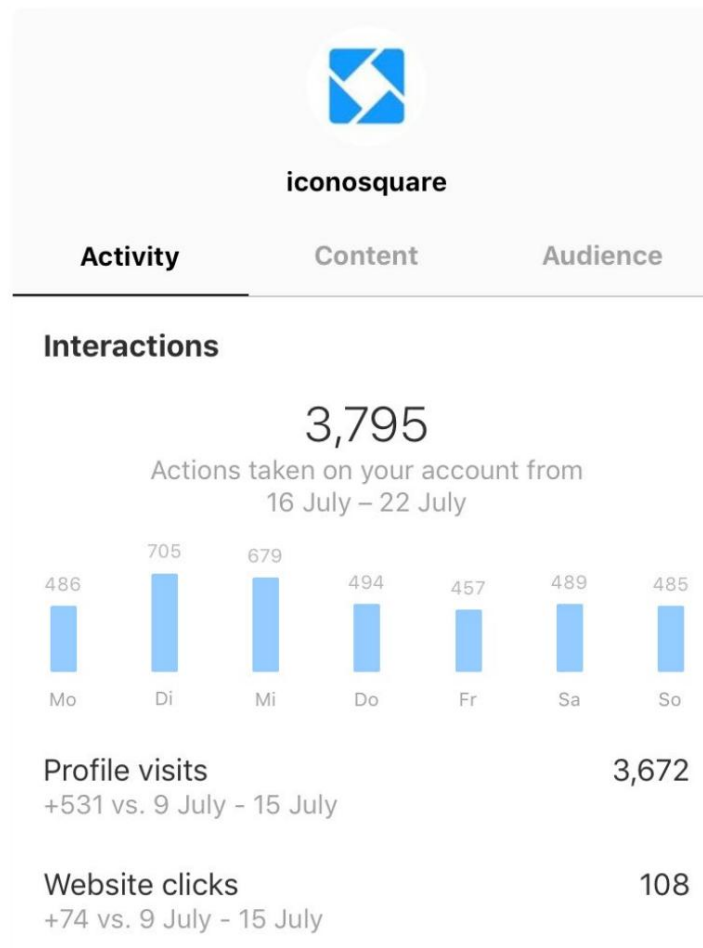 iconosquare
Activity Content Audience
Interactions
3,795
Actions taken on your account from
16 July – 22 July
486 705 679 494 457 489 485
Mo Di Mi Do Fr Sa So
Profile visits 3,672
+531 vs. 9 July - 15 July
Website clicks 108
+74 vs. 9 July - 15 July